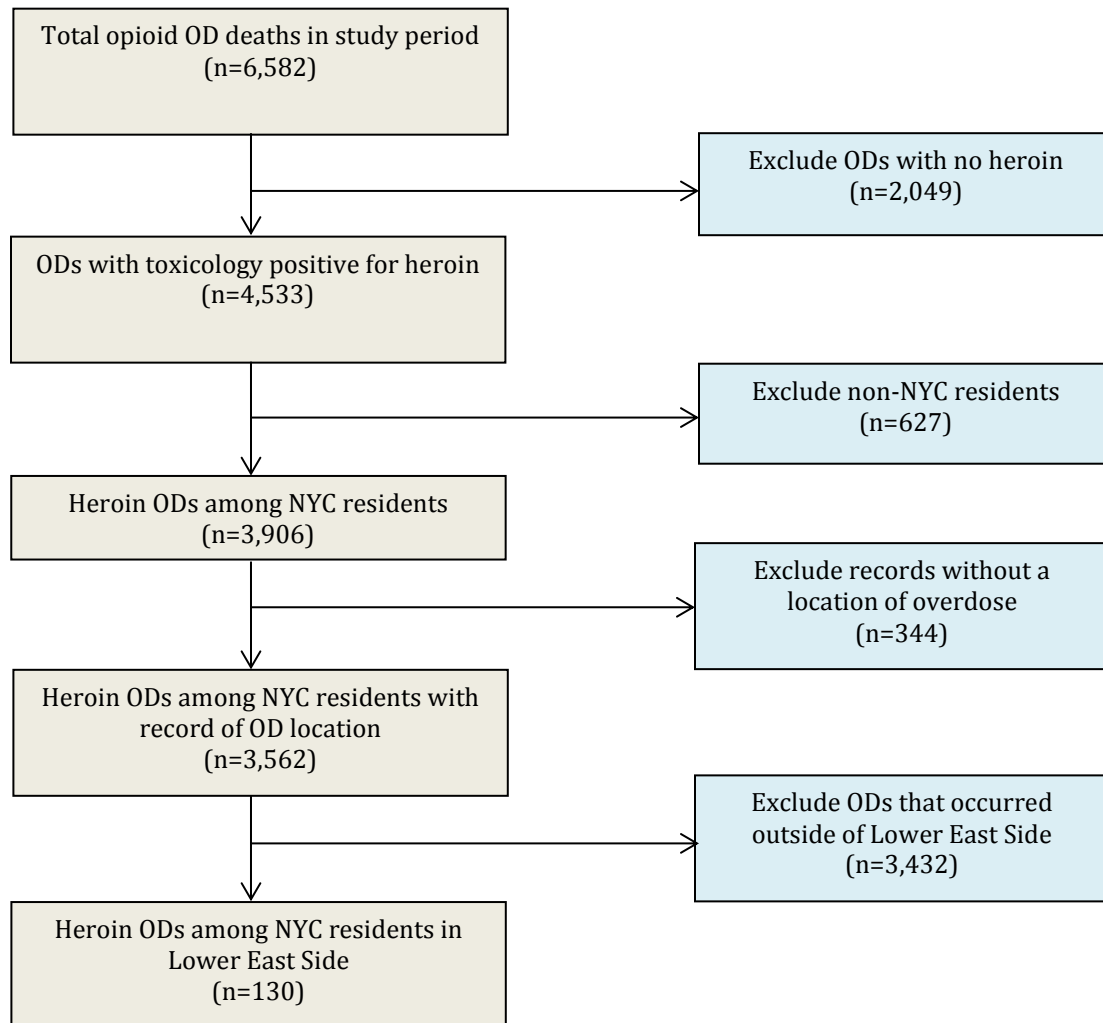 Total opioid OD deaths in study period
(n=6,582)
Exclude ODs with no heroin
(n=2,049)
ODs with toxicology positive for heroin
(n=4,533)
Exclude non-NYC residents
(n=627)
Heroin ODs among NYC residents
(n=3,906)
Exclude records without a
location of overdose
(n=344)
Heroin ODs among NYC residents with
record of OD location
(n=3,562)
Exclude ODs that occurred
outside of Lower East Side
(n=3,432)
Heroin ODs among NYC residents in
Lower East Side
(n=130)